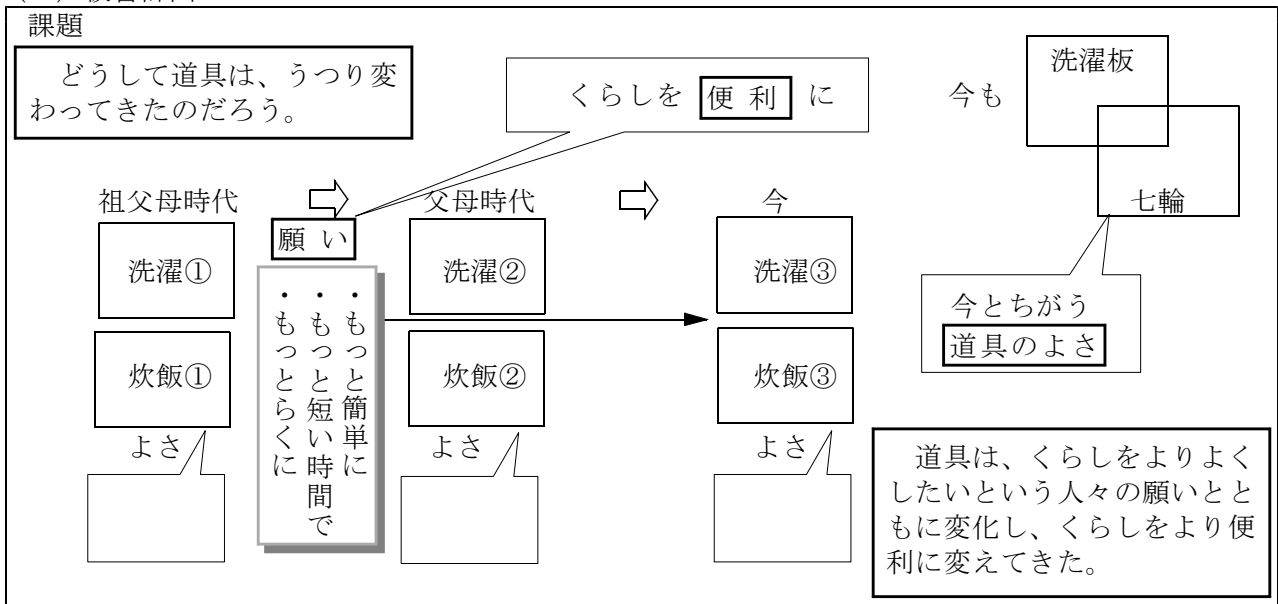 課題
どうして道具は、うつり変
わってきたのだろう。
くらしを 便利 に
今も
洗濯板
七輪
祖父母時代
父母時代
今
願い
洗濯①
洗濯②
洗濯③
・もっと簡単に
・もっと短い時間で
・もっとらくに
炊飯①
炊飯②
炊飯③
よさ
よさ
よさ
今とちがう
道具のよさ
道具は、くらしをよりよく
したいという人々の願いとと
もに変化し、くらしをより便
利に変えてきた。